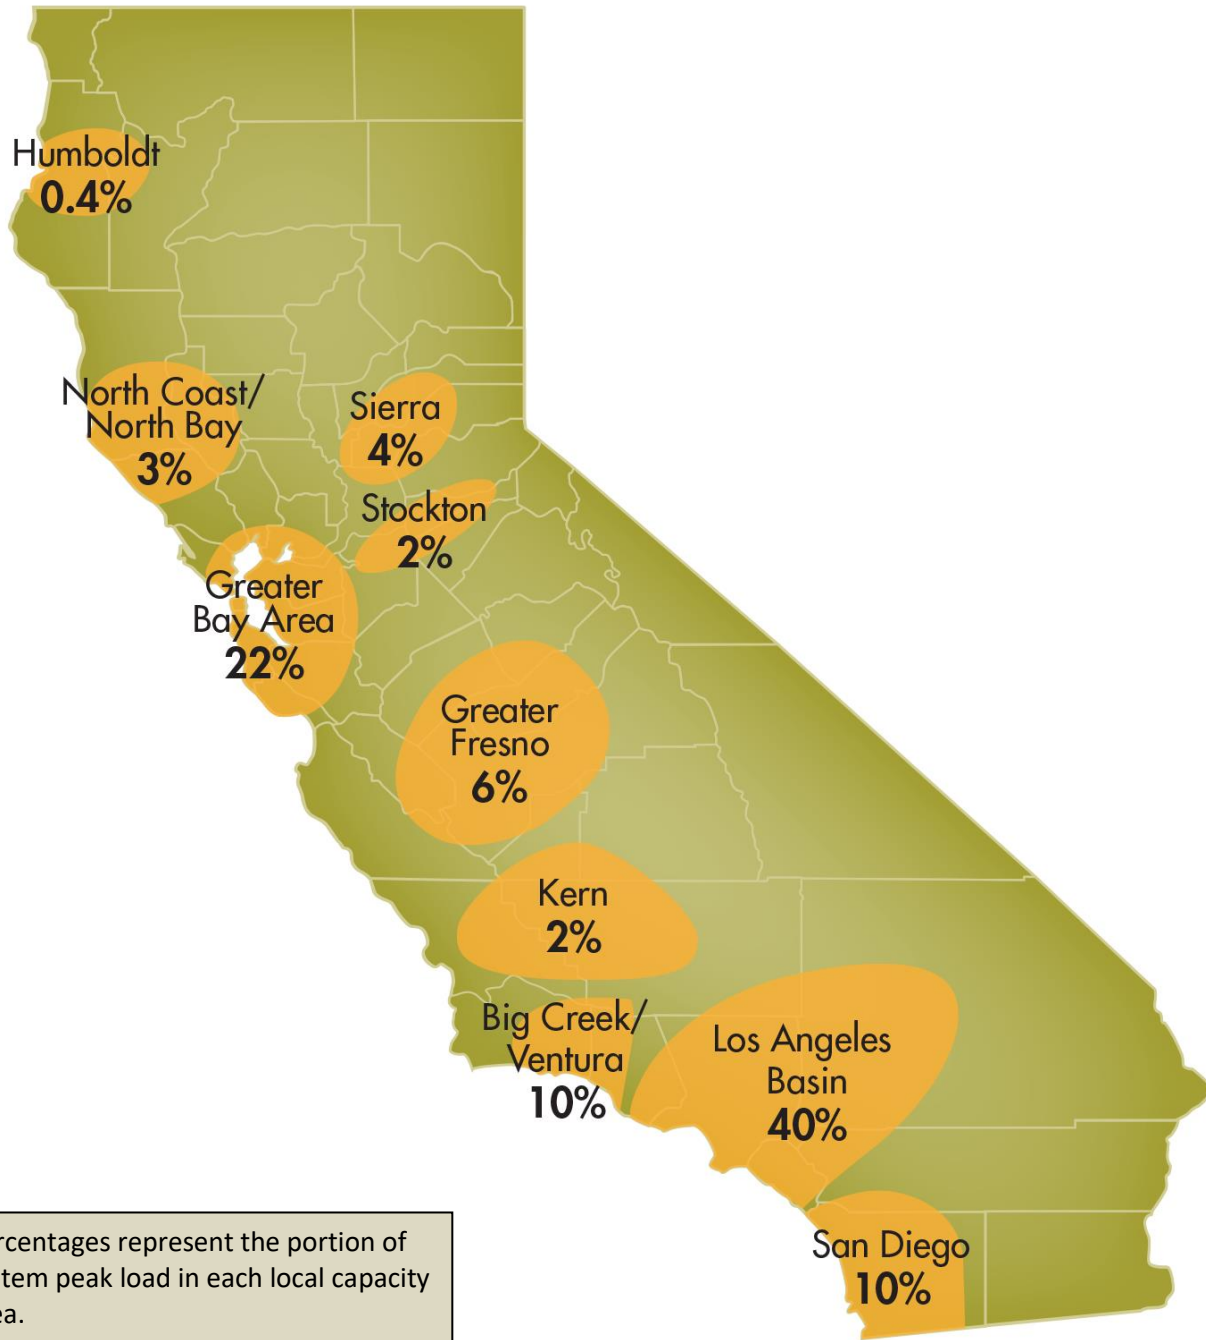 Humboldt
0.4%
North Coast/
North Bay
3%
Sierra
4%
Stockton
2%
Greater
Bay Area
22%
Greater
Fresno
6%
Kern
2%
Big Creek/
Ventura
10%
Los Angeles
Basin
40%
San Diego
10%
rcentages represent the portion of
tem peak load in each local capacity
ea.